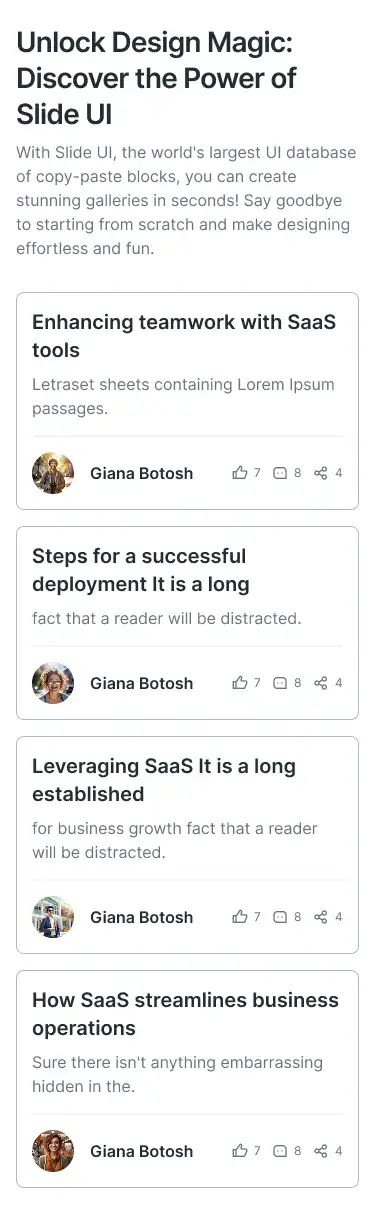 Unlock Design Magic:
Discover the Power of
Slide UI
With Slide UI, the world's largest UI database
of copy-paste blocks, you can create
stunning galleries in seconds! Say goodbye
to starting from scratch and make designing
effortless and fun.
Enhancing teamwork with SaaS
tools
Letraset sheets containing Lorem Ipsum
passages.
Giana Botosh 7 8 4
Steps for a successful
deployment It is a long
fact that a reader will be distracted.
Giana Botosh 7 8 4
Leveraging SaaS It is a long
established
for business growth fact that a reader
will be distracted.
Giana Botosh 7 8 4
How SaaS streamlines business
operations
Sure there isn't anything embarrassing
hidden in the.
Giana Botosh 7 8 4